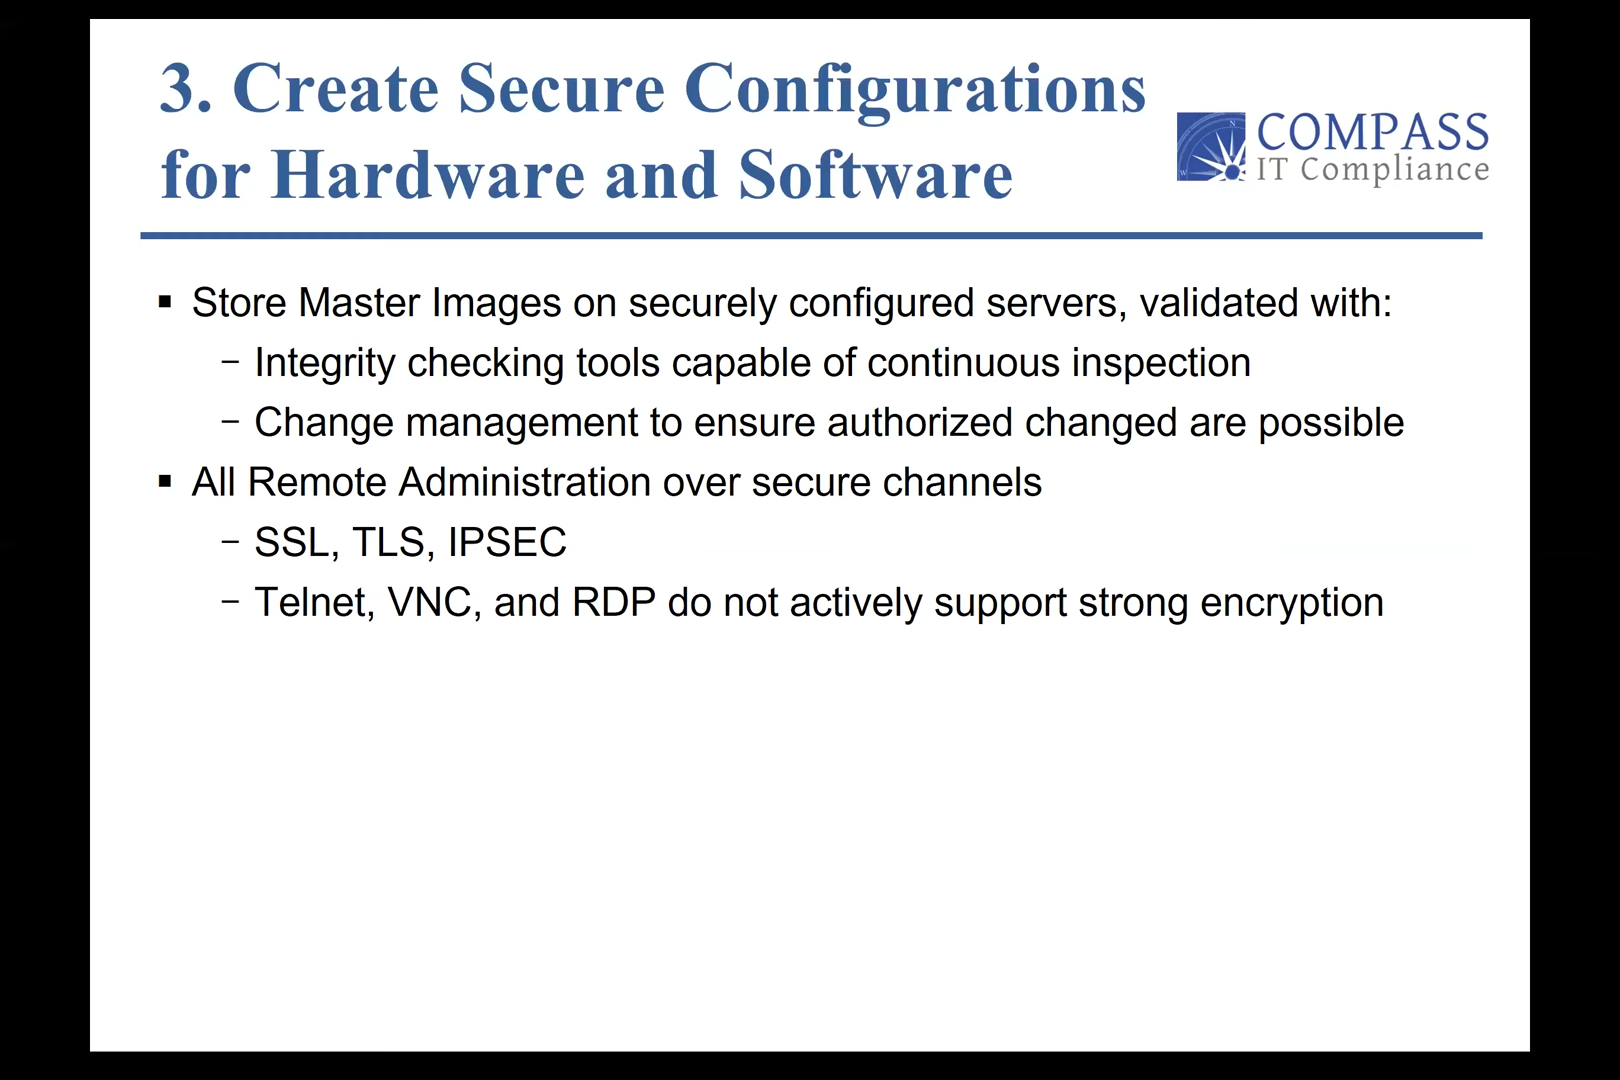 3. Create Secure Configurations
for Hardware and Software
COMPASS
IT Compliance
N
W
▪ Store Master Images on securely configured servers, validated with:
– Integrity checking tools capable of continuous inspection
– Change management to ensure authorized changed are possible
▪ All Remote Administration over secure channels
– SSL, TLS, IPSEC
– Telnet, VNC, and RDP do not actively support strong encryption